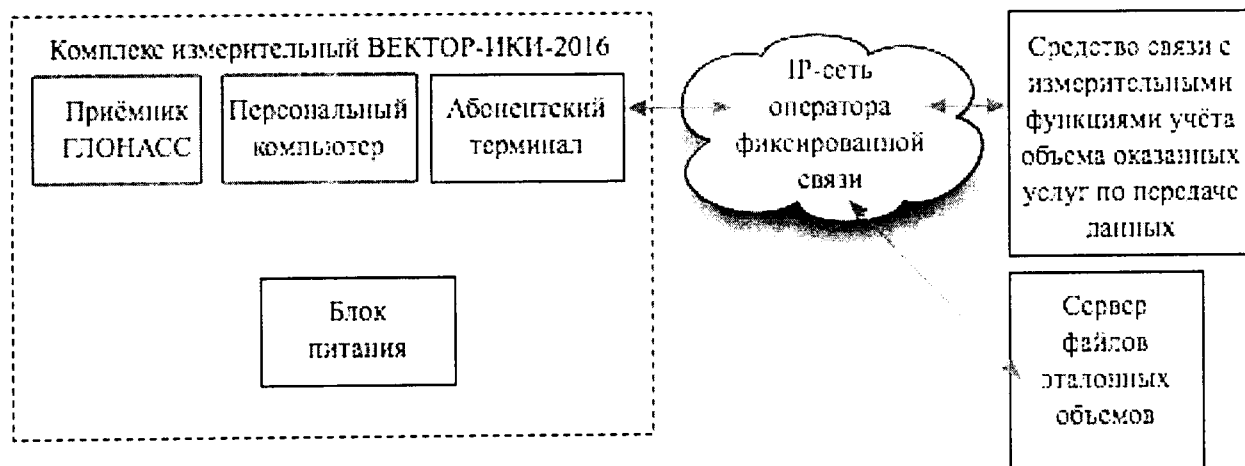 Комплекс измерительный ВЕКТОР-ИКИ-2016
Приёмник
ГЛОНАСС
Персональный
компьютер
Абонентский
терминал
Блок
питания
IP-сеть
оператора
фиксированной
связи
Средство связи с
измерительными
функциями учёта
объема оказанных
услуг по передаче
данных
Сервер
файлов
эталонных
объемов